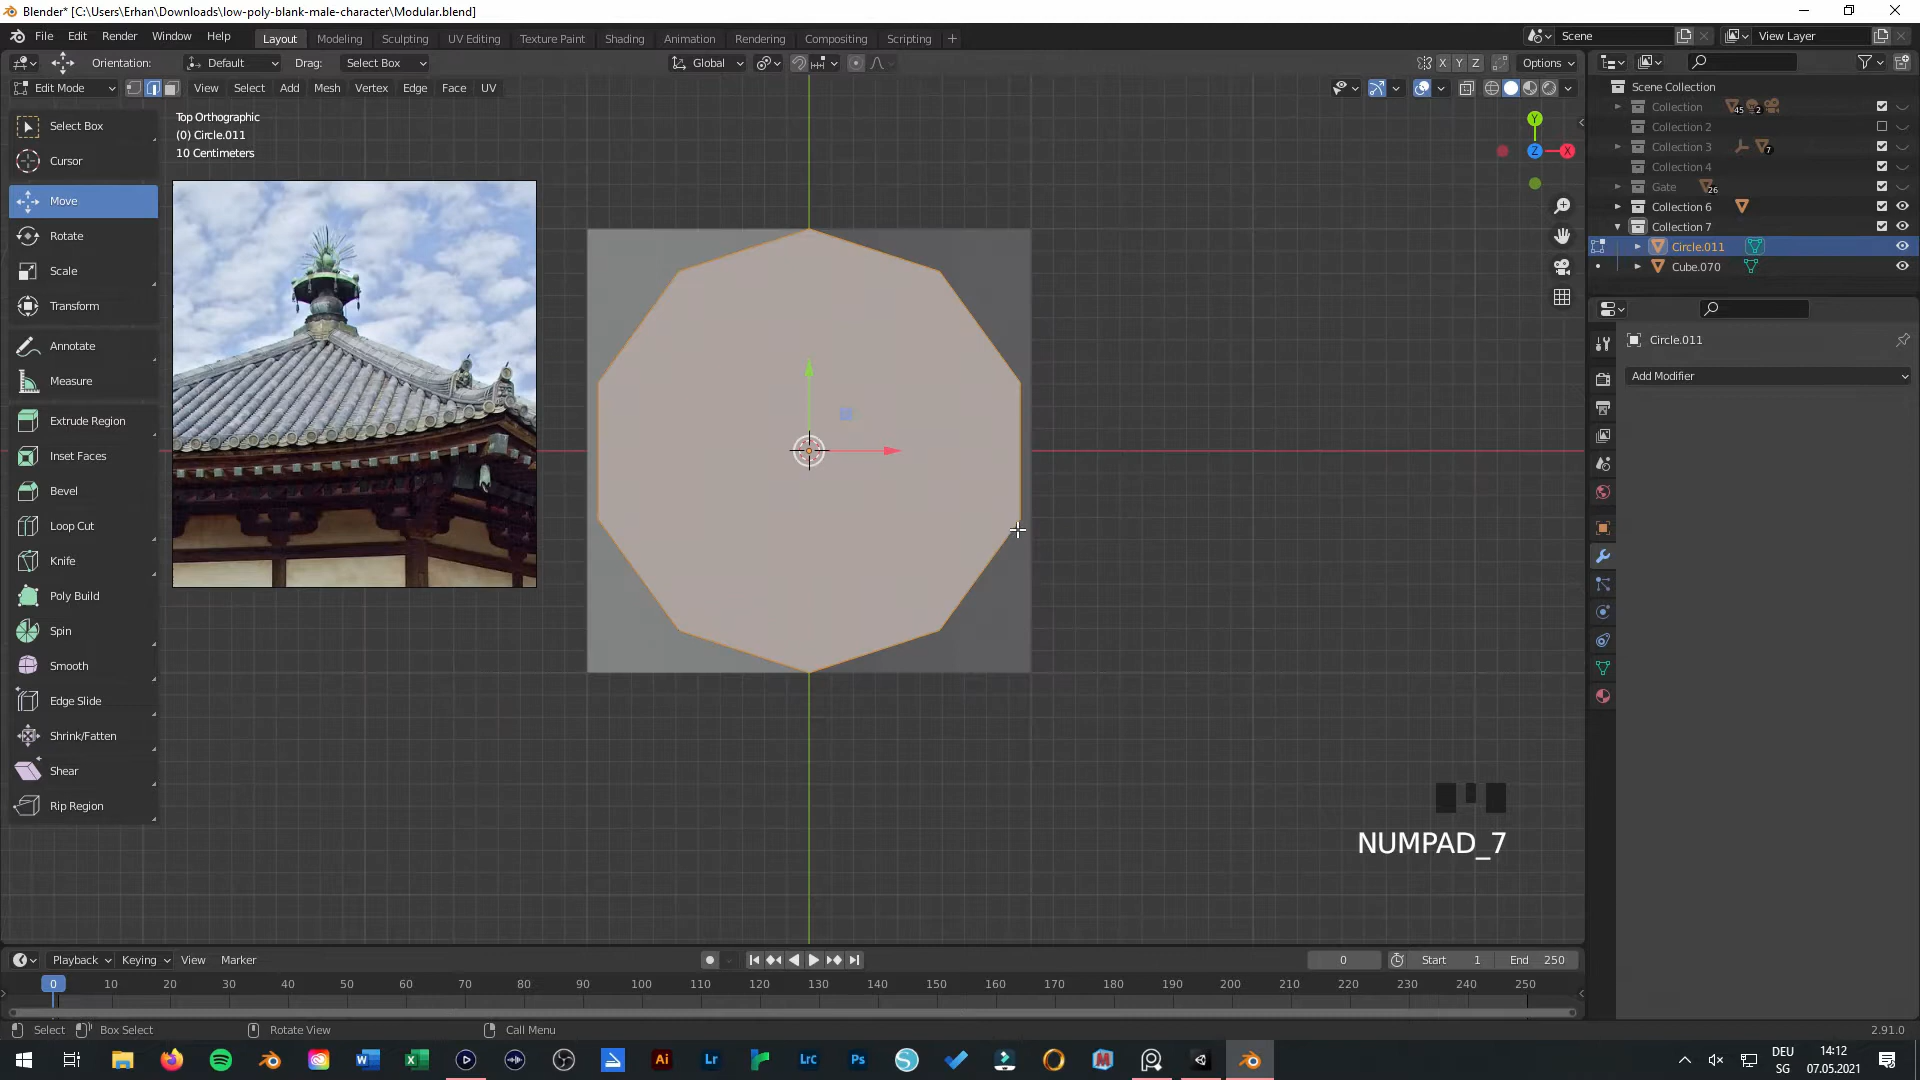 Blender* [C:\Users\Erhan\Downloads\low-poly-blank-male-character\Modular.blend]
File Edit Render Window Help Layout Modeling Sculpting UV Editing Texture Paint Shading Animation Rendering Compositing Scripting + Scene View Layer
Orientation: Default Drag: Select Box Global X Y Z Options
Edit Mode View Select Add Mesh Vertex Edge Face UV
Scene Collection
Collection 45 2
Collection 2
Collection 3 7
Collection 4
Gate 26
Collection 6
Collection 7
Circle.011
Cube.070
Top Orthographic
(0) Circle.011
10 Centimeters
Y
Z X
Select Box
Cursor
Move
Rotate
Scale
Transform
Annotate
Measure
Extrude Region
Inset Faces
Bevel
Loop Cut
Knife
Poly Build
Spin
Smooth
Edge Slide
Shrink/Fatten
Shear
Rip Region
Circle.011
Add Modifier
NUMPAD_7
Playback Keying View Marker 0 Start 1 End 250
0 10 20 30 40 50 60 70 80 90 100 110 120 130 140 150 160 170 180 190 200 210 220 230 240 250
Select Box Select Rotate View Call Menu 2.91.0
Ai Lr Lrc Ps
DEU 14:12
SG 07.05.2021